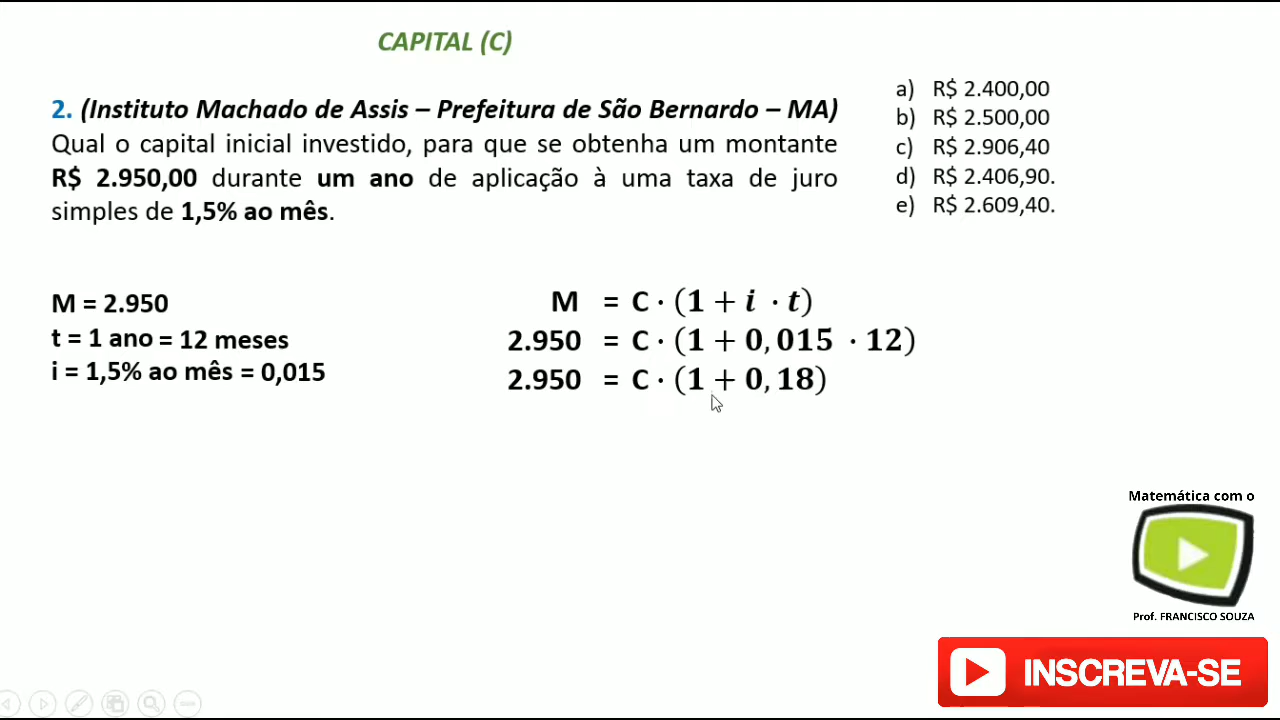 CAPITAL (C)
2. (Instituto Machado de Assis – Prefeitura de São Bernardo – MA)
Qual o capital inicial investido, para que se obtenha um montante
R$ 2.950,00 durante um ano de aplicação à uma taxa de juro
simples de 1,5% ao mês.
a) R$ 2.400,00
b) R$ 2.500,00
c) R$ 2.906,40
d) R$ 2.406,90.
e) R$ 2.609,40.
M = 2.950
t = 1 ano = 12 meses
i = 1,5% ao mês = 0,015
M = C · (1 + i · t)
2.950 = C · (1 + 0,015 · 12)
2.950 = C · (1 + 0,18)
Matemática com o
Prof. FRANCISCO SOUZA
INSCREVA-SE